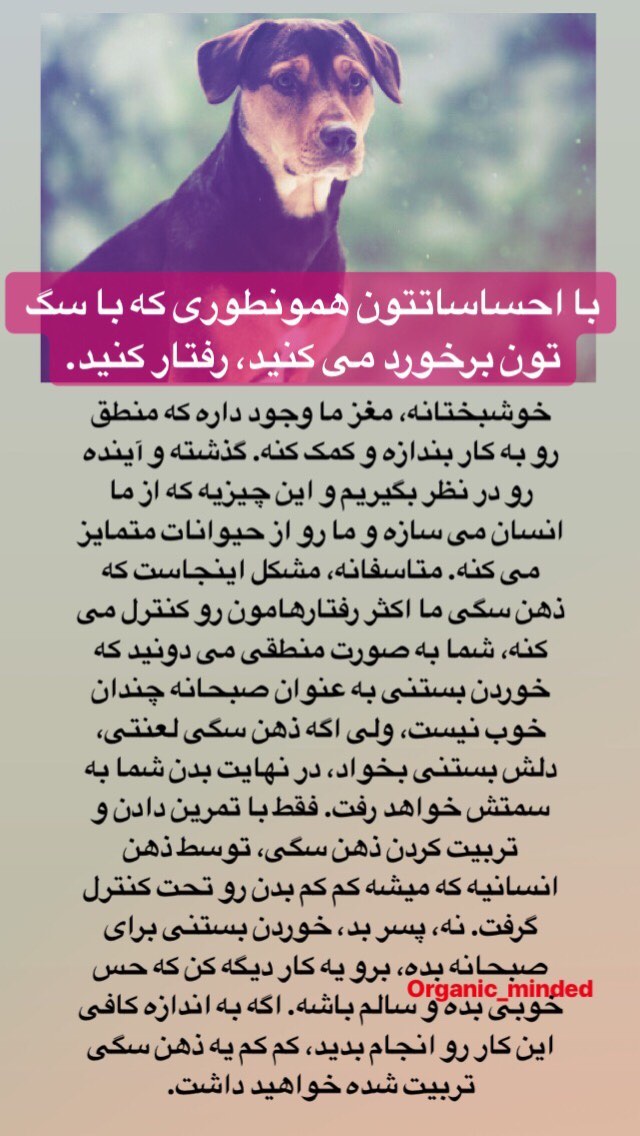 با احساساتتون همونطوری که با سگ
تون برخورد می کنید، رفتار کنید.
خوشبختانه، مغز ما وجود داره که منطق
رو به کار بندازه و کمک کنه. گذشته و آینده
رو در نظر بگیریم و این چیزیه که از ما
انسان می سازه و ما رو از حیوانات متمایز
می کنه. متاسفانه، مشکل اینجاست که
ذهن سگی ما اکثر رفتارهامون رو کنترل می
کنه، شما به صورت منطقی می دونید که
خوردن بستنی به عنوان صبحانه چندان
خوب نیست، ولی اگه ذهن سگی لعنتی،
دلش بستنی بخواد، در نهایت بدن شما به
سمتش خواهد رفت. فقط با تمرین دادن و
تربیت کردن ذهن سگی، توسط ذهن
انسانیه که میشه کم کم بدن رو تحت کنترل
گرفت. نه، پسر بد، خوردن بستنی برای
صبحانه بده، برو یه کار دیگه کن که حس
Organic_minded
خوبی بده و سالم باشه. اگه به اندازه کافی
این کار رو انجام بدید، کم کم یه ذهن سگی
تربیت شده خواهید داشت.